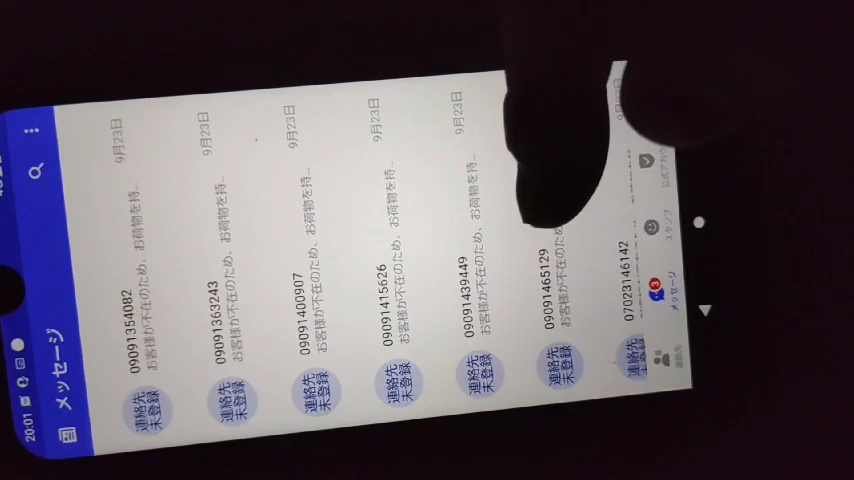 20:01
メッセージ
連絡先
未登録
09091354082
9月23日
お客様が不在のため、お荷物を持...
連絡先
未登録
09091363243
9月23日
お客様が不在のため、お荷物を持...
連絡先
未登録
09091400907
9月23日
お客様が不在のため、お荷物を持...
連絡先
未登録
09091415626
9月23日
お客様が不在のため、お荷物を持...
連絡先
未登録
09091439449
9月23日
お客様が不在のため、お荷物を持...
連絡先
未登録
09091465129
お客様が不在のため
連絡先
07023146142
連絡先
3
メッセージ
スタンプ
公式アカウ